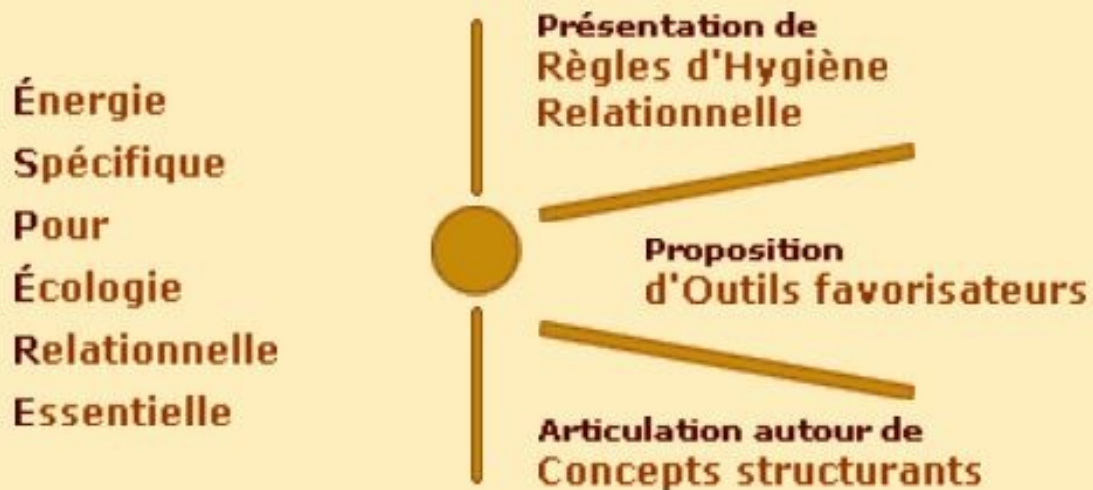 Énergie
Spécifique
Pour
Écologie
Relationnelle
Essentielle
Présentation de
Règles d'Hygiène
Relationnelle
Proposition
d'Outils favorisateurs
Articulation autour de
Concepts structurants